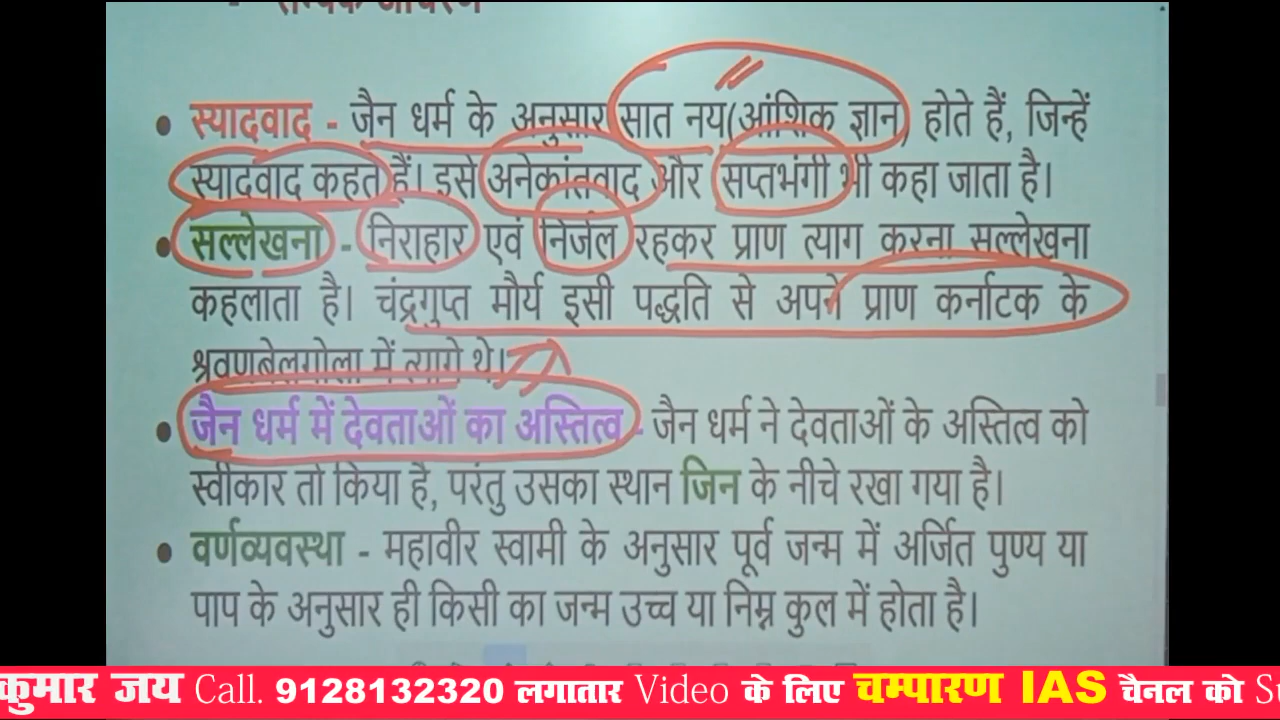 सम्यक आचरण
• स्यादवाद - जैन धर्म के अनुसार सात नय(आंशिक ज्ञान) होते हैं, जिन्हें
स्यादवाद कहते हैं। इसे अनेकांतवाद और सप्तभंगी भी कहा जाता है।
• सल्लेखना - निराहार एवं निर्जल रहकर प्राण त्याग करना सल्लेखना
कहलाता है। चंद्रगुप्त मौर्य इसी पद्धति से अपने प्राण कर्नाटक के
श्रवणबेलगोला में त्यागे थे।
• जैन धर्म में देवताओं का अस्तित्व - जैन धर्म ने देवताओं के अस्तित्व को
स्वीकार तो किया है, परंतु उसका स्थान जिन के नीचे रखा गया है।
• वर्णव्यवस्था - महावीर स्वामी के अनुसार पूर्व जन्म में अर्जित पुण्य या
पाप के अनुसार ही किसी का जन्म उच्च या निम्न कुल में होता है।
कुमार जय Call. 9128132320 लगातार Video के लिए चम्पारण IAS चैनल को